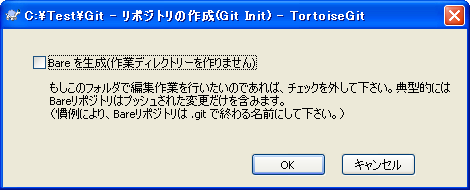 C:¥Test¥Git - リポジトリの作成(Git Init) - TortoiseGit
Bare を生成(作業ディレクトリーを作りません)
もしこのフォルダで編集作業を行いたいのであれば、チェックを外して下さい。典型的には
Bareリポジトリはプッシュされた変更だけを含みます。
(慣例により、Bareリポジトリは .git で終わる名前にして下さい。)
OK
キャンセル